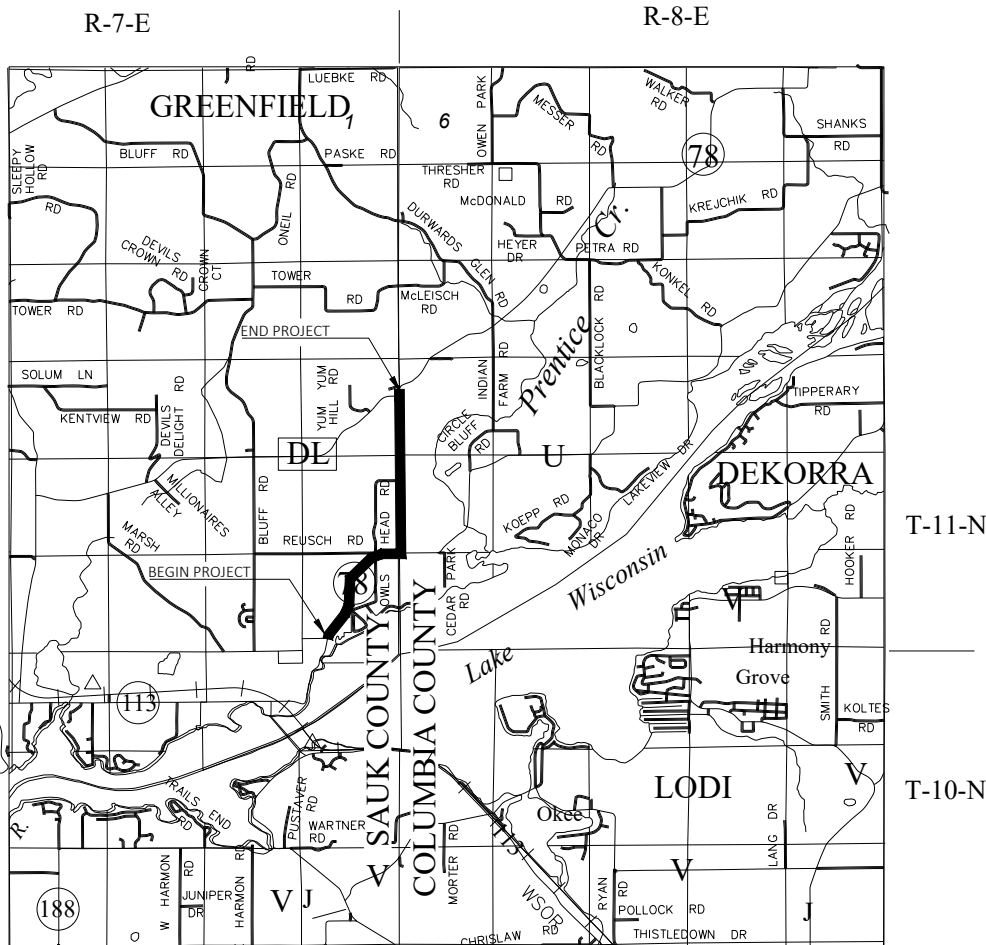 R-7-E
R-8-E
RD
LUEBKE RD
GREENFIELD
1
6
OWEN PARK
MESSER
RD
WALKER
RD
SHANKS
RD
78
BLUFF RD
PASKE RD
SLEEPY
HOLLOW
RD
RD
ONEIL
RD
THRESHER
RD
McDONALD RD
KREJCHIK RD
DURWARDS
GLEN RD
HEYER
DR
PETRA RD
Cr.
DEVILS
CROWN RD
CROWN
CT
TOWER
RD
McLEISCH
RD
KONKEL
RD
TOWER RD
END PROJECT
BLACKLOCK RD
Prentice
INDIAN
FARM RD
SOLUM LN
KENTVIEW RD
DEVILS
DELIGHT
RD
YUM
HILL
YUM
RD
TIPPERARY
RD
CIRCLE
BLUFF
RD
DL
U
LAKEVIEW DR
DEKORRA
MILLIONAIRES
ALLEY
BLUFF RD
HEAD RD
KOEPP RD
MONACO
DR
T-11-N
MARSH
RD
REUSCH RD
HOOKER RD
BEGIN PROJECT
78
OWLS
CEDAR PARK
RD
Wisconsin
V
Harmony
Grove
SMITH RD
Lake
SAUK COUNTY
COLUMBIA COUNTY
113
KOLTES
RD
V
T-10-N
LODI
TRAILS END
RD
PUSTAVER
RD
WARTNER
RD
R.
Okee
113
LANG DR
V
V
V
J
W HARMON
RD
JUNIPER
DR
HARMON RD
MORTER RD
WSOR
RYAN
RD
POLLOCK RD
J
188
CHRISLAW RD
THISTLEDOWN DR